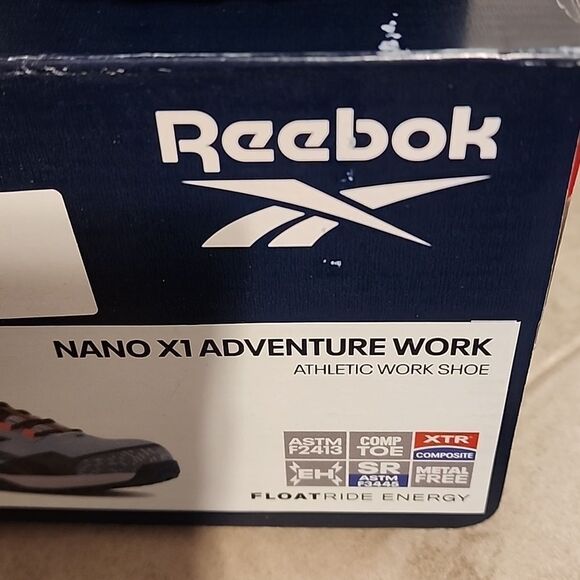 Reebok
NANO X1 ADVENTURE WORK
ATHLETIC WORK SHOE
ASTM F2413
COMP TOE
XTR COMPOSITE
EH
SR ASTM F3445
METAL FREE
FLOATRIDE ENERGY